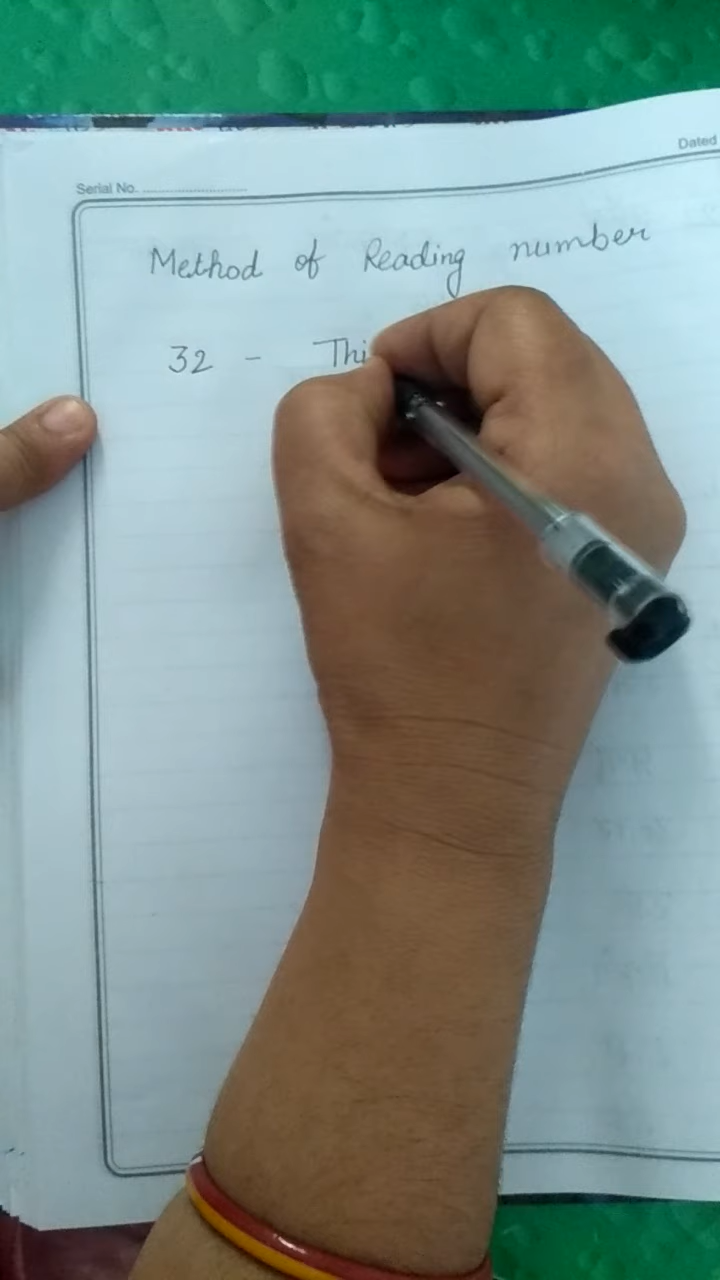 Dated
Serial No. ........................
Method of Reading number
32 - Thi